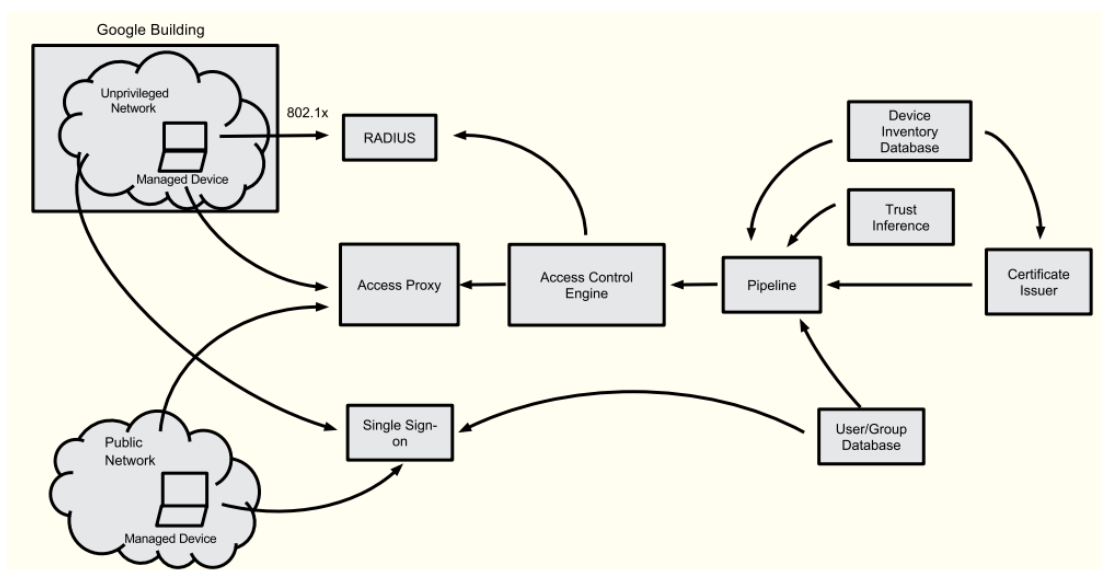 Google Building
Unprivileged
Network
Managed Device
802.1x
RADIUS
Device
Inventory
Database
Trust
Inference
Access Proxy
Access Control
Engine
Pipeline
Certificate
Issuer
Public
Network
Managed Device
Single Sign-
on
User/Group
Database